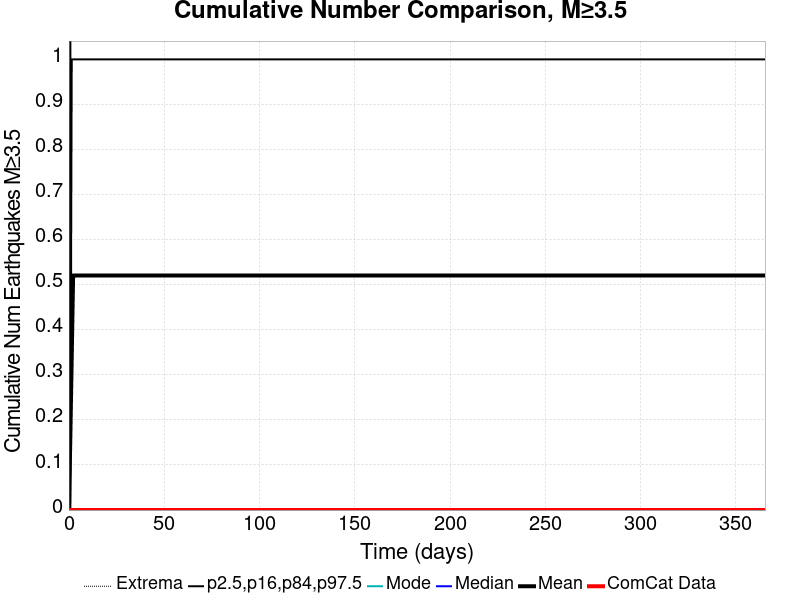 Cumulative Number Comparison, M≥3.5
Cumulative Num Earthquakes M≥3.5
1
0.9
0.8
0.7
0.6
0.5
0.4
0.3
0.2
0.1
0
0 50 100 150 200 250 300 350
Time (days)
Extrema p2.5,p16,p84,p97.5 Mode Median Mean ComCat Data